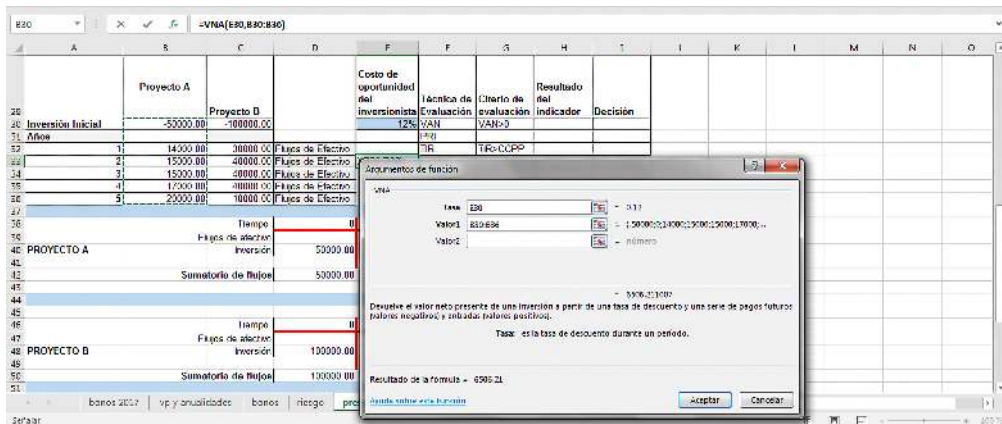 =VNA(E30,B30:B36)
A B C D E F G H I J K L M N O
Proyecto A Proyecto B Costo de oportunidad del inversionista Técnica de Evaluación Citerio de evaluación Resultado del indicador Decisión
Inversión Inicial -50000.00 -100000.00 12% VAN VAN>0
Años PRI
1 14000.00 30000.00 Flujos de Efectivo TIR TIR>CCPP
2 15000.00 40000.00 Flujos de Efectivo
3 15000.00 40000.00 Flujos de Efectivo
4 17000.00 40000.00 Flujos de Efectivo
5 20000.00 10000.00 Flujos de Efectivo
Tiempo 0
Flujos de efectivo
PROYECTO A Inversión 50000.00
Sumatoria de flujos 50000.00
Tiempo 0
Flujos de efectivo
PROYECTO B Inversión 100000.00
Sumatoria de flujos 100000.00
bonos 2017 vp y anualidades bonos riesgo
Señalar
Argumentos de función
VNA
Tasa E30 = 0.12
Valor1 B30:B36
Valor2 = número
Devuelve el valor neto presente de una inversión a partir de una tasa de descuento y una serie de pagos futuros
(valores negativos) y entradas (valores positivos).
Tasa: es la tasa de descuento durante un período.
Resultado de la fórmula = 6506.21
Ayuda sobre esta función
Aceptar Cancelar